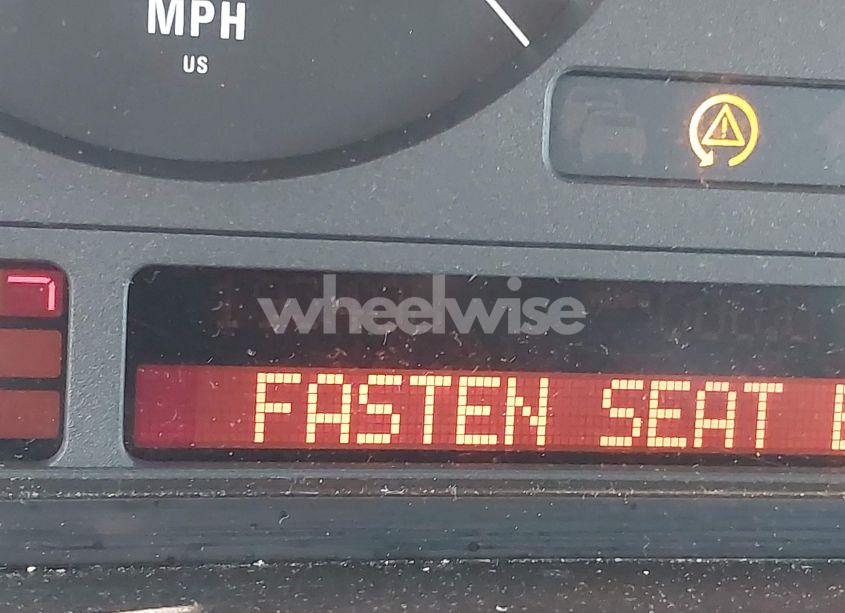 MPH
US
wheelwise
FASTEN SEAT